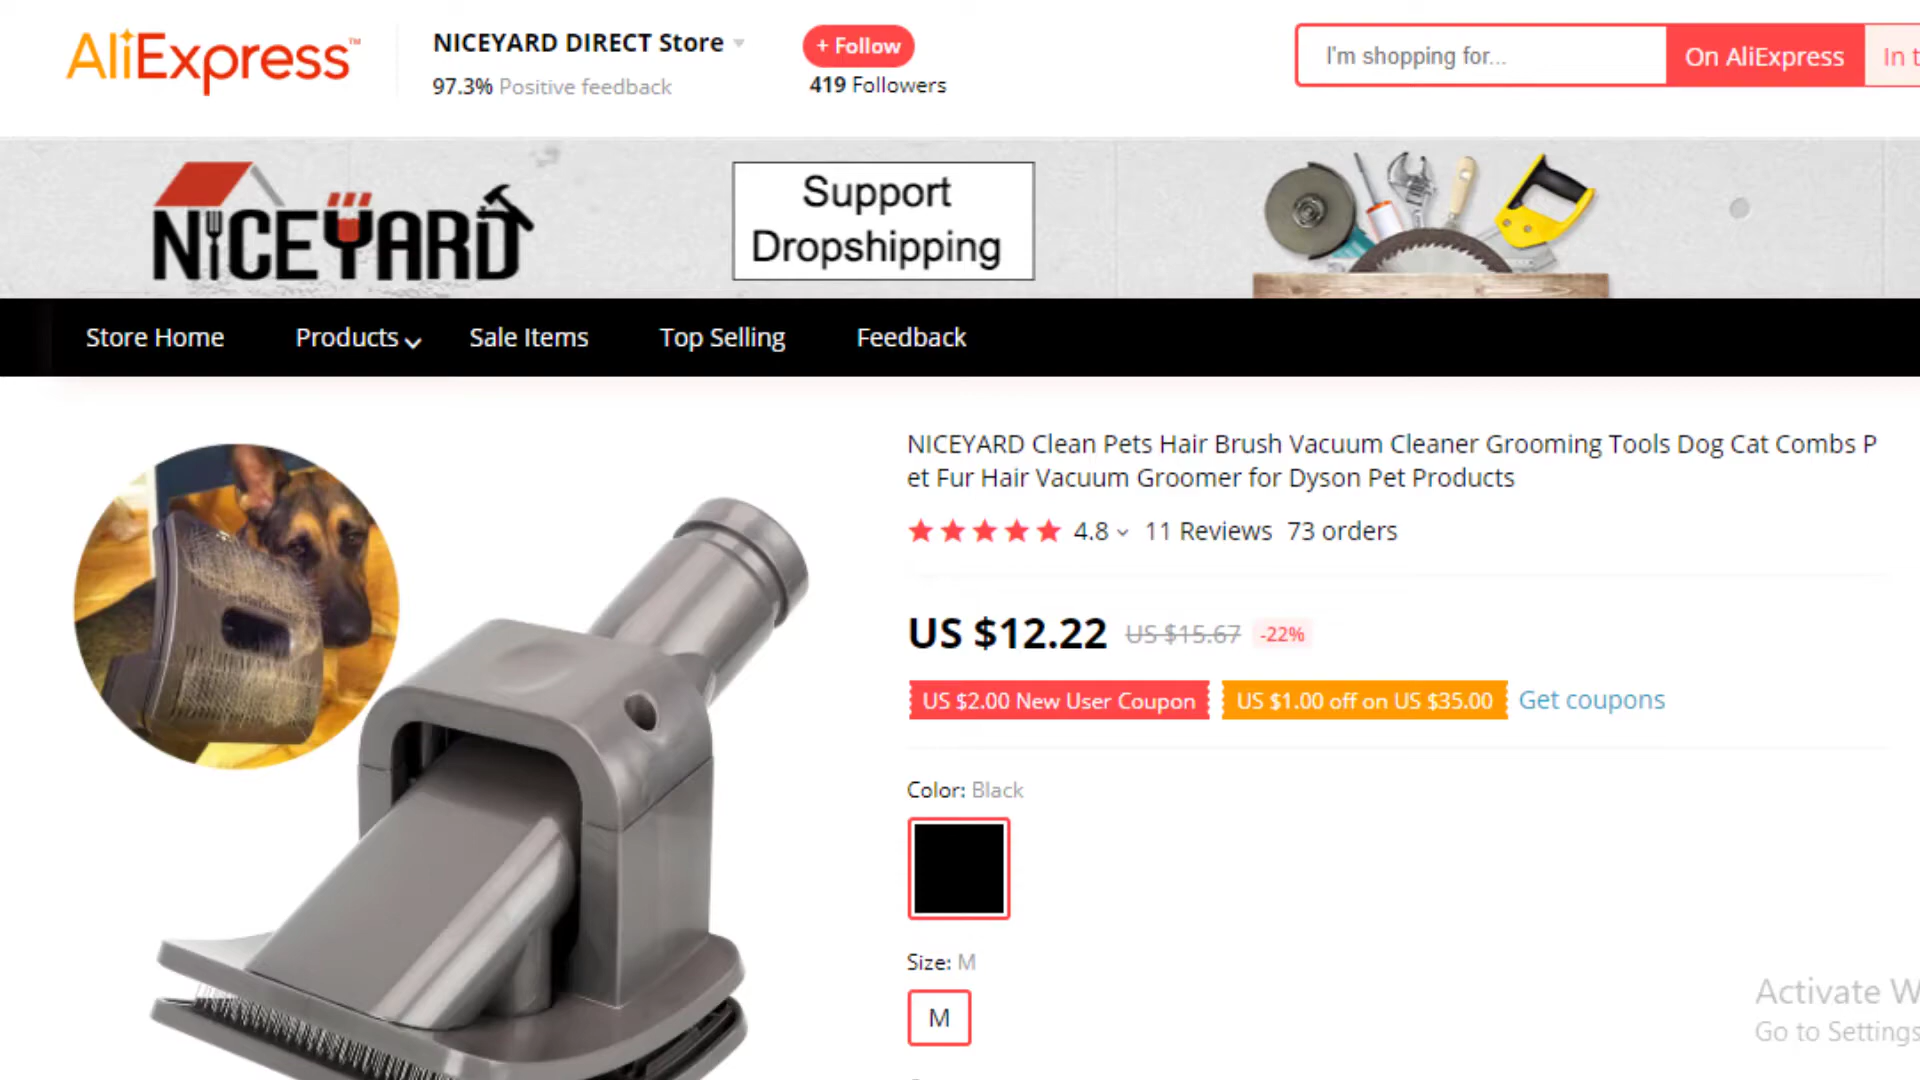 AliExpress™
NICEYARD DIRECT Store
97.3% Positive feedback
+ Follow
419 Followers
I'm shopping for...
On AliExpress
In t
NICEYARD
Support
Dropshipping
Store Home
Products
Sale Items
Top Selling
Feedback
NICEYARD Clean Pets Hair Brush Vacuum Cleaner Grooming Tools Dog Cat Combs P
et Fur Hair Vacuum Groomer for Dyson Pet Products
4.8 11 Reviews 73 orders
US $12.22 US $15.67 -22%
US $2.00 New User Coupon US $1.00 off on US $35.00 Get coupons
Color: Black
Size: M
M
Activate W
Go to Settings